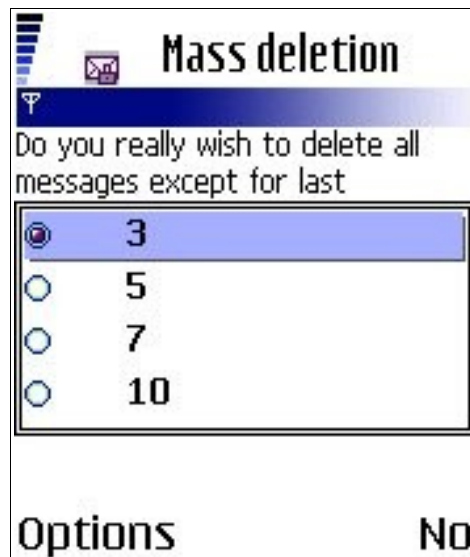 Mass deletion
Do you really wish to delete all
messages except for last
3
5
7
10
Options No